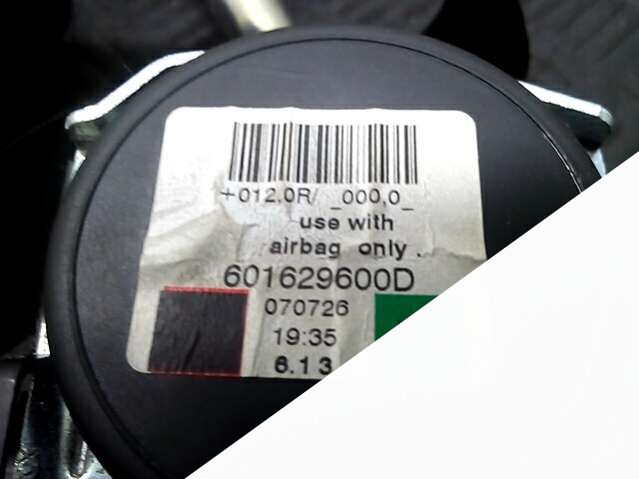 +012.0R/ _000,0_
use with
airbag only.
601629600D
070726
19:35
6.13